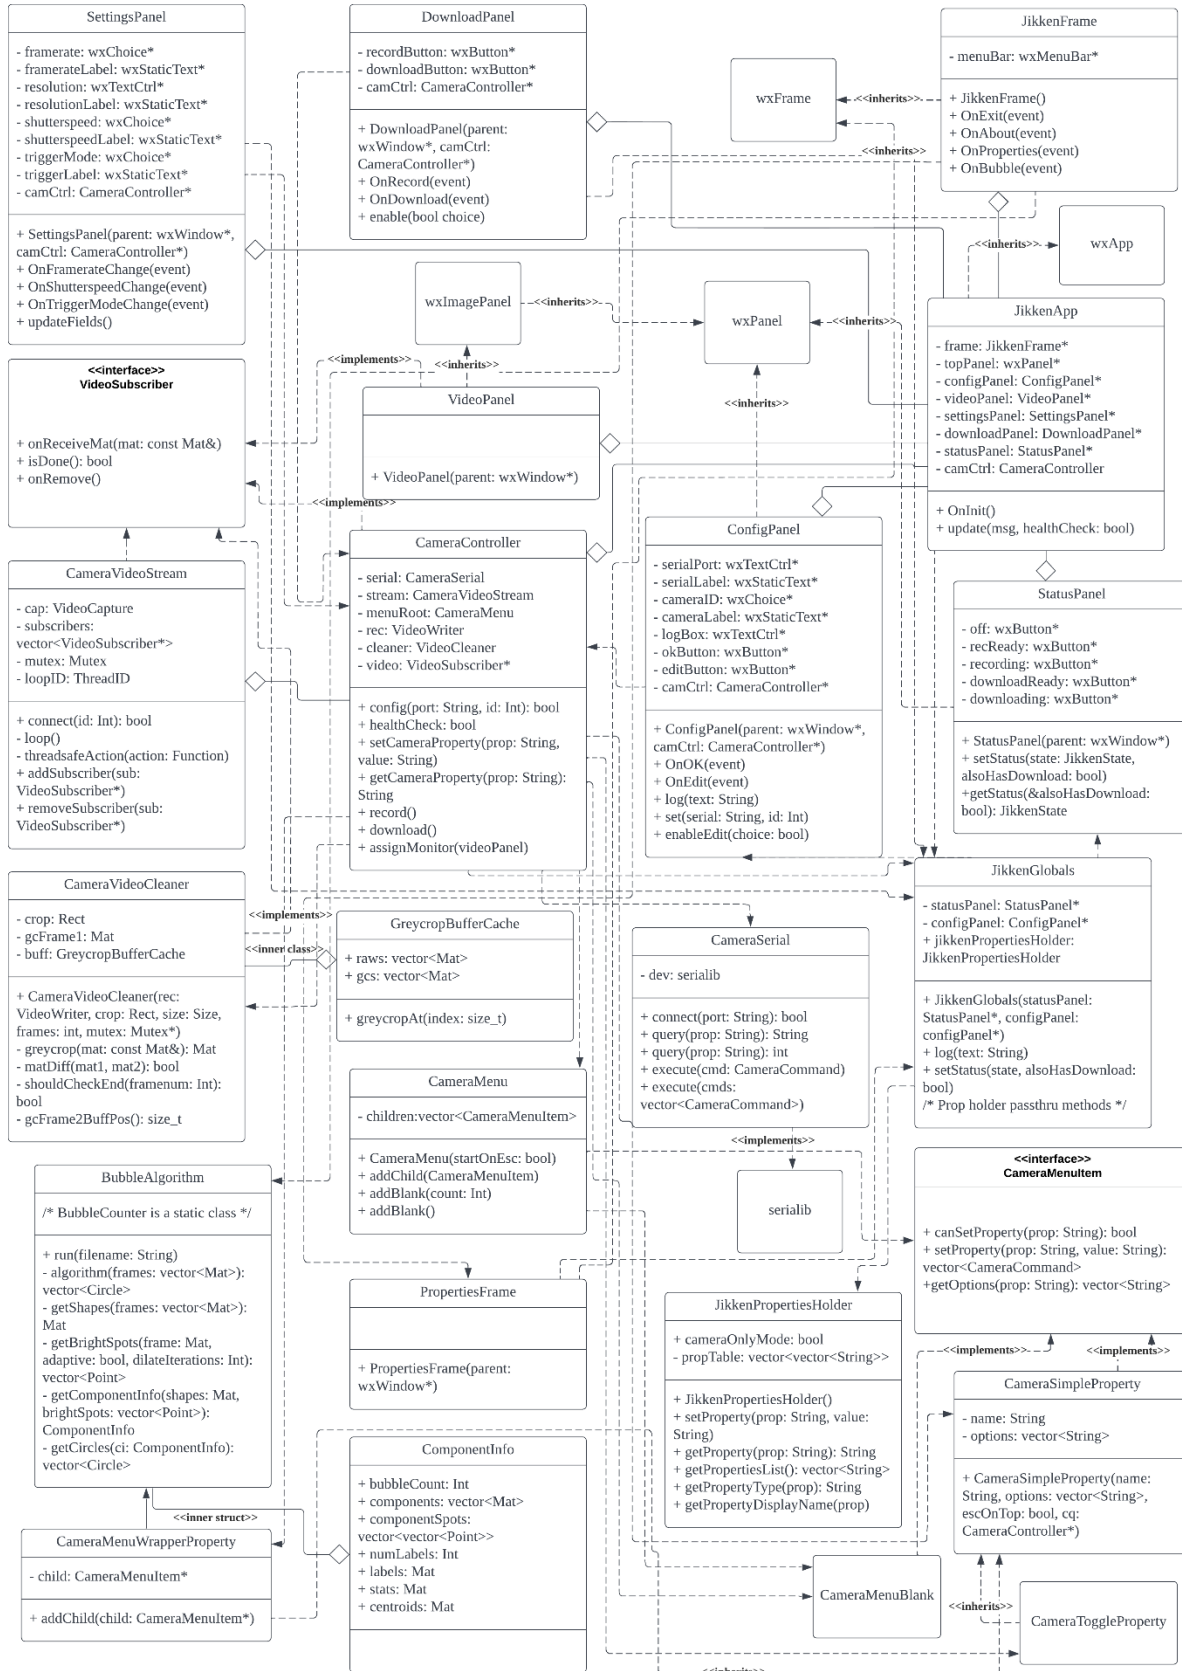 SettingsPanel
- framerate: wxChoice*
- framerateLabel: wxStaticText*
- resolution: wxTextCtrl*
- resolutionLabel: wxStaticText*
- shutterspeed: wxChoice*
- shutterspeedLabel: wxStaticText*
- triggerMode: wxChoice*
- triggerLabel: wxStaticText*
- camCtrl: CameraController*
+ SettingsPanel(parent: wxWindow*,
camCtrl: CameraController*)
+ OnFramerateChange(event)
+ OnShutterspeedChange(event)
+ OnTriggerModeChange(event)
+ updateFields()
DownloadPanel
- recordButton: wxButton*
- downloadButton: wxButton*
- camCtrl: CameraController*
+ DownloadPanel(parent:
wxWindow*, camCtrl:
CameraController*)
+ OnRecord(event)
+ OnDownload(event)
+ enable(bool choice)
wxFrame
<<inherits>>
<<inherits>>
JikkenFrame
- menuBar: wxMenuBar*
+ JikkenFrame()
+ OnExit(event)
+ OnAbout(event)
+ OnProperties(event)
+ OnBubble(event)
<<inherits>>
wxApp
wxImagePanel
<<inherits>>
wxPanel
<<inherits>>
JikkenApp
- frame: JikkenFrame*
- topPanel: wxPanel*
- configPanel: ConfigPanel*
- videoPanel: VideoPanel*
- settingsPanel: SettingsPanel*
- downloadPanel: DownloadPanel*
- statusPanel: StatusPanel*
- camCtrl: CameraController
+ OnInit()
+ update(msg, healthCheck: bool)
<<interface>>
VideoSubscriber
+ onReceiveMat(mat: const Mat&)
+ isDone(): bool
+ onRemove()
<<implements>>
<<inherits>>
<<inherits>>
VideoPanel
+ VideoPanel(parent: wxWindow*)
<<implements>>
CameraVideoStream
- cap: VideoCapture
- subscribers:
vector<VideoSubscriber*>
- mutex: Mutex
- loopID: ThreadID
+ connect(id: Int): bool
- loop()
- threadsafeAction(action: Function)
+ addSubscriber(sub:
VideoSubscriber*)
+ removeSubscriber(sub:
VideoSubscriber*)
CameraController
- serial: CameraSerial
- stream: CameraVideoStream
- menuRoot: CameraMenu
- rec: VideoWriter
- cleaner: VideoCleaner
- video: VideoSubscriber*
+ config(port: String, id: Int): bool
+ healthCheck: bool
+ setCameraProperty(prop: String,
value: String)
+ getCameraProperty(prop: String):
String
+ record()
+ download()
+ assignMonitor(videoPanel)
ConfigPanel
- serialPort: wxTextCtrl*
- serialLabel: wxStaticText*
- cameraID: wxChoice*
- cameraLabel: wxStaticText*
- logBox: wxTextCtrl*
- okButton: wxButton*
- editButton: wxButton*
- camCtrl: CameraController*
+ ConfigPanel(parent: wxWindow*,
camCtrl: CameraController*)
+ OnOK(event)
+ OnEdit(event)
+ log(text: String)
+ set(serial: String, id: Int)
+ enableEdit(choice: bool)
StatusPanel
- off: wxButton*
- recReady: wxButton*
- recording: wxButton*
- downloadReady: wxButton*
- downloading: wxButton*
+ StatusPanel(parent: wxWindow*)
+ setStatus(state: JikkenState,
alsoHasDownload: bool)
+getStatus(&alsoHasDownload:
bool): JikkenState
CameraVideoCleaner
- crop: Rect
- gcFrame1: Mat
- buff: GreycropBufferCache
+ CameraVideoCleaner(rec:
VideoWriter, crop: Rect, size: Size,
frames: int, mutex: Mutex*)
- greycrop(mat: const Mat&): Mat
- matDiff(mat1, mat2): bool
- shouldCheckEnd(framenum: Int):
bool
- gcFrame2BuffPos(): size_t
<<implements>>
<<inner class>>
GreycropBufferCache
+ raws: vector<Mat>
+ gcs: vector<Mat>
+ greycropAt(index: size_t)
CameraSerial
- dev: serialib
+ connect(port: String): bool
+ query(prop: String): String
+ query(prop: String): int
+ execute(cmd: CameraCommand)
+ execute(cmds:
vector<CameraCommand>)
JikkenGlobals
- statusPanel: StatusPanel*
- configPanel: ConfigPanel*
+ jikkenPropertiesHolder:
JikkenPropertiesHolder
+ JikkenGlobals(statusPanel:
StatusPanel*, configPanel:
configPanel*)
+ log(text: String)
+ setStatus(state, alsoHasDownload:
bool)
/* Prop holder passthru methods */
CameraMenu
- children:vector<CameraMenuItem>
+ CameraMenu(startOnEsc: bool)
+ addChild(CameraMenuItem)
+ addBlank(count: Int)
+ addBlank()
<<implements>>
serialib
<<interface>>
CameraMenuItem
+ canSetProperty(prop: String): bool
+ setProperty(prop: String, value: String):
vector<CameraCommand>
+getOptions(prop: String): vector<String>
BubbleAlgorithm
/* BubbleCounter is a static class */
+ run(filename: String)
- algorithm(frames: vector<Mat>):
vector<Circle>
- getShapes(frames: vector<Mat>):
Mat
- getBrightSpots(frame: Mat,
adaptive: bool, dilateIterations: Int):
vector<Point>
- getComponentInfo(shapes: Mat,
brightSpots: vector<Point>):
ComponentInfo
- getCircles(ci: ComponentInfo):
vector<Circle>
PropertiesFrame
+ PropertiesFrame(parent:
wxWindow*)
JikkenPropertiesHolder
+ cameraOnlyMode: bool
- propTable: vector<vector<String>>
+ JikkenPropertiesHolder()
+ setProperty(prop: String, value:
String)
+ getProperty(prop: String): String
+ getPropertiesList(): vector<String>
+ getPropertyType(prop): String
+ getPropertyDisplayName(prop)
<<implements>>
<<implements>>
CameraSimpleProperty
- name: String
- options: vector<String>
+ CameraSimpleProperty(name:
String, options: vector<String>,
escOnTop: bool, cq:
CameraController*)
ComponentInfo
+ bubbleCount: Int
+ components: vector<Mat>
+ componentSpots:
vector<vector<Point>>
+ numLabels: Int
+ labels: Mat
+ stats: Mat
+ centroids: Mat
<<inner struct>>
CameraMenuWrapperProperty
- child: CameraMenuItem*
+ addChild(child: CameraMenuItem*)
CameraMenuBlank
<<inherits>>
CameraToggleProperty
<<inherits>>